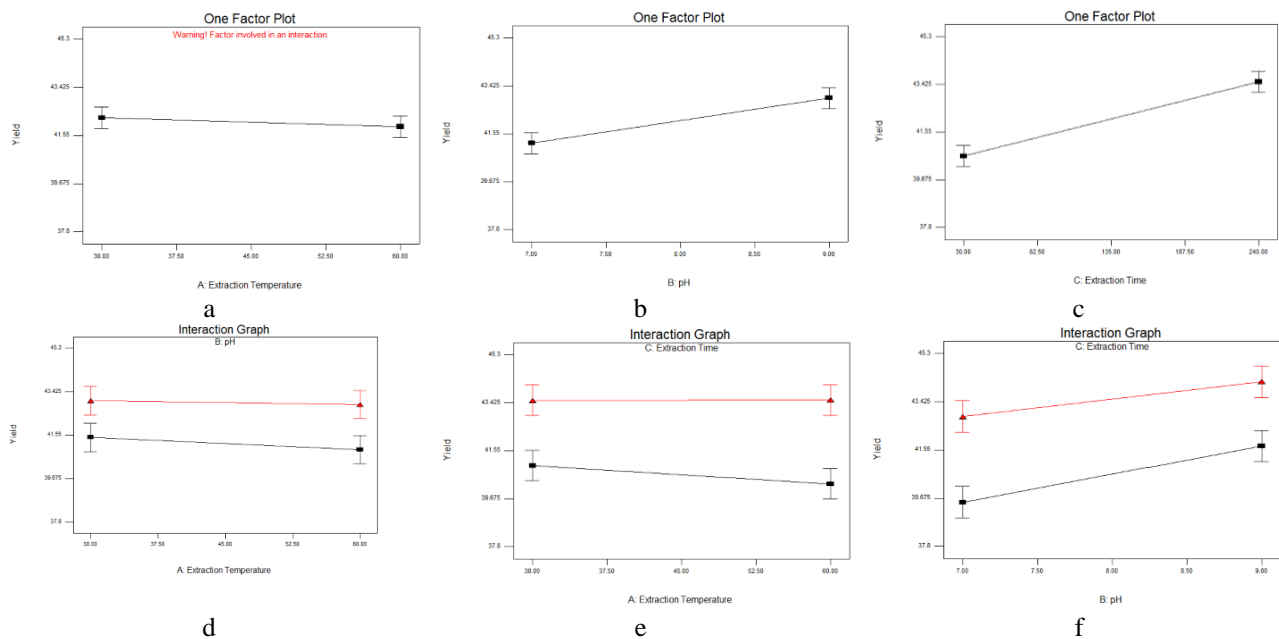 One Factor Plot
Warning! Factor involved in an interaction.
45.3
43.425
41.55
39.675
37.8
Yield
30.00 37.50 45.00 52.50 60.00
A: Extraction Temperature
a
One Factor Plot
45.3
43.425
41.55
39.675
37.8
Yield
7.00 7.50 8.00 8.50 9.00
B: pH
b
One Factor Plot
45.3
43.425
41.55
39.675
37.8
Yield
30.00 82.50 135.00 187.50 240.00
C: Extraction Time
c
Interaction Graph
B: pH
45.3
43.425
41.55
39.675
37.8
Yield
30.00 37.50 45.00 52.50 60.00
A: Extraction Temperature
d
Interaction Graph
C: Extraction Time
45.3
43.425
41.55
39.675
37.8
Yield
30.00 37.50 45.00 52.50 60.00
A: Extraction Temperature
e
Interaction Graph
C: Extraction Time
45.3
43.425
41.55
39.675
37.8
Yield
7.00 7.50 8.00 8.50 9.00
B: pH
f